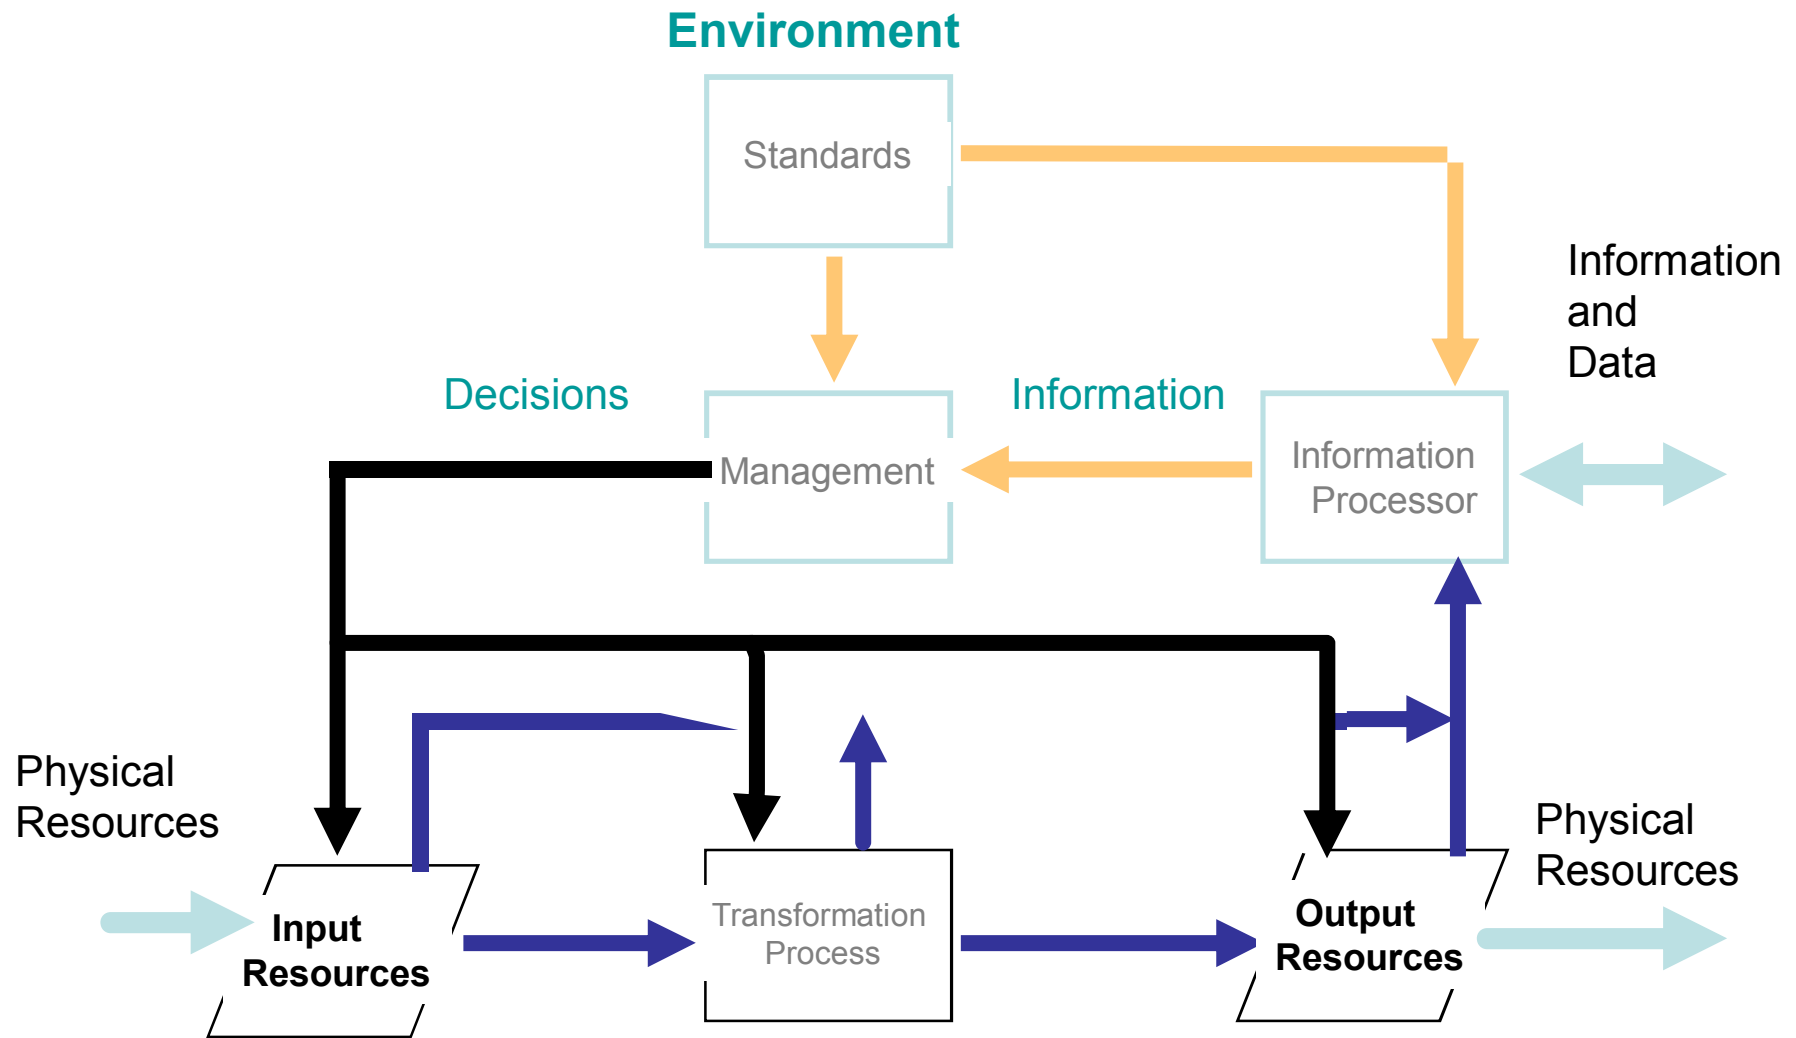 Environment
Standards
Information
and
Data
Decisions
Information
Management
Information
Processor
Physical
Resources
Physical
Resources
Input
Resources
Transformation
Process
Output
Resources